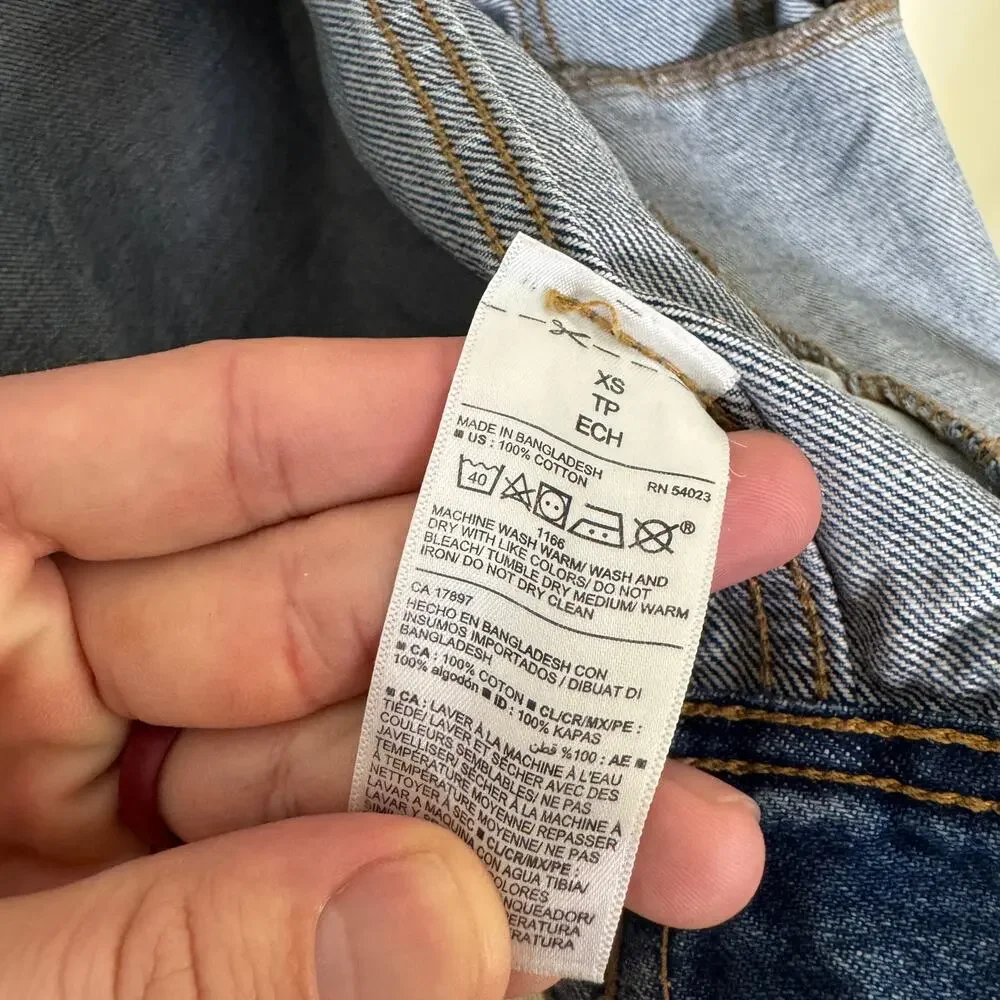 XS
TP
ECH
MADE IN BANGLADESH
US : 100% COTTON
RN 54023
40
1166
®
MACHINE WASH WARM/ WASH AND
DRY WITH LIKE COLORS/ DO NOT
BLEACH/ TUMBLE DRY MEDIUM/ WARM
IRON/ DO NOT DRY CLEAN
CA 17897
HECHO EN BANGLADESH CON
INSUMOS IMPORTADOS / DIBUAT DI
BANGLADESH
CA : 100% COTON ■ CL/CR/MX/PE :
100% algodón ■ ID : 100% KAPAS
AE : 100% قطن
■ CA : LAVER À LA MACHINE À L'EAU
TIÈDE/ LAVER ET SÉCHER AVEC DES
COULEURS SEMBLABLES/ NE PAS
JAVELLISER/ SÉCHER À LA MACHINE
À TEMPÉRATURE MOYENNE/ REPASSER
À TEMPÉRATURE MOYENNE/ NE PAS
NETTOYER À SEC ■ CL/CR/MX/PE :
LAVAR A MAQUINA CON AGUA TIBIA/